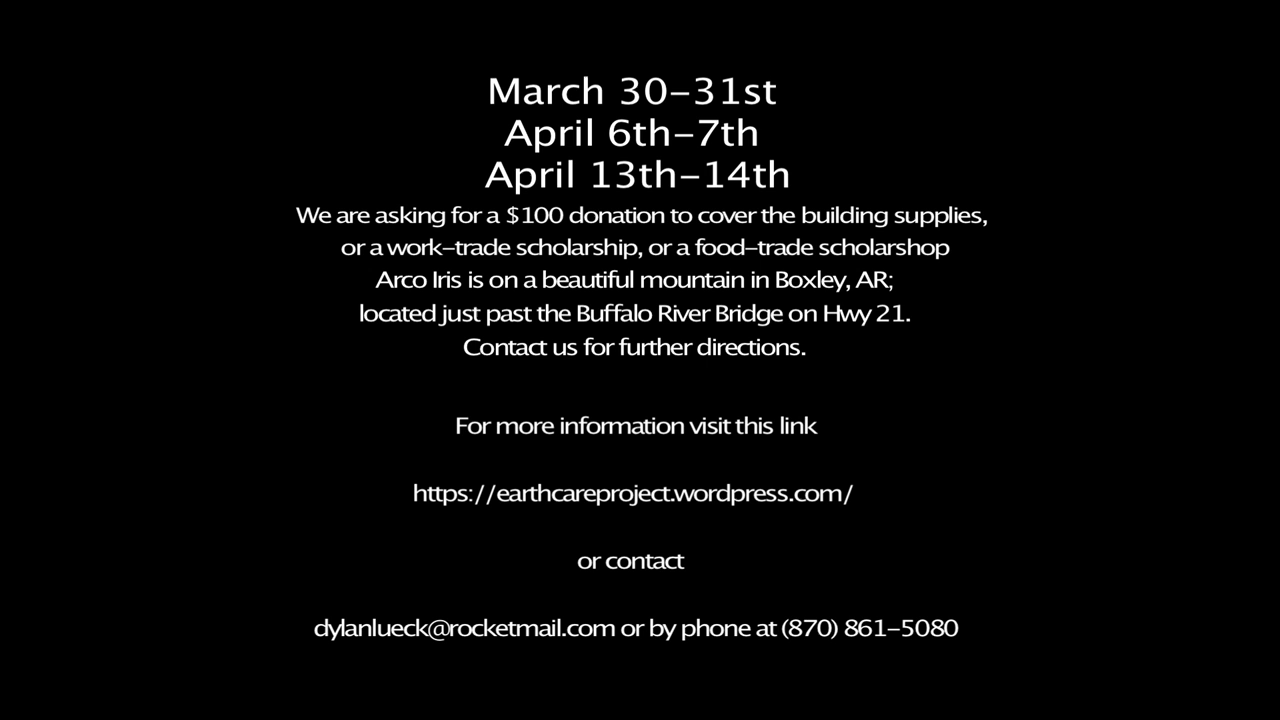 March 30-31st
April 6th-7th
April 13th-14th
We are asking for a $100 donation to cover the building supplies,
or a work-trade scholarship, or a food-trade scholarshop
Arco Iris is on a beautiful mountain in Boxley, AR;
located just past the Buffalo River Bridge on Hwy 21.
Contact us for further directions.
For more information visit this link
https://earthcareproject.wordpress.com/
or contact
dylanlueck@rocketmail.com or by phone at (870) 861-5080